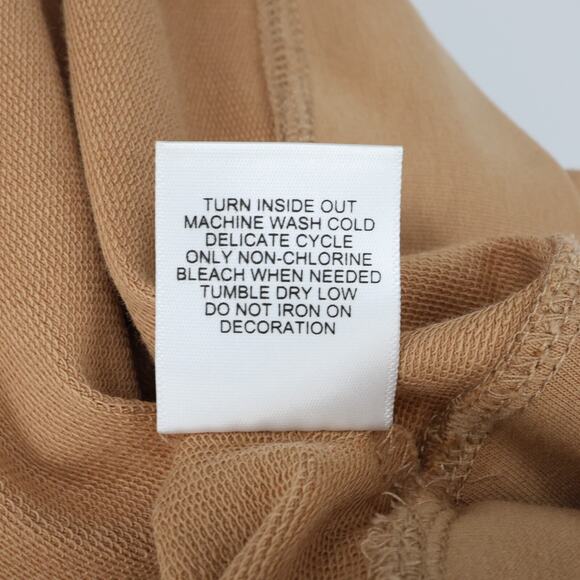 TURN INSIDE OUT
MACHINE WASH COLD
DELICATE CYCLE
ONLY NON-CHLORINE
BLEACH WHEN NEEDED
TUMBLE DRY LOW
DO NOT IRON ON
DECORATION